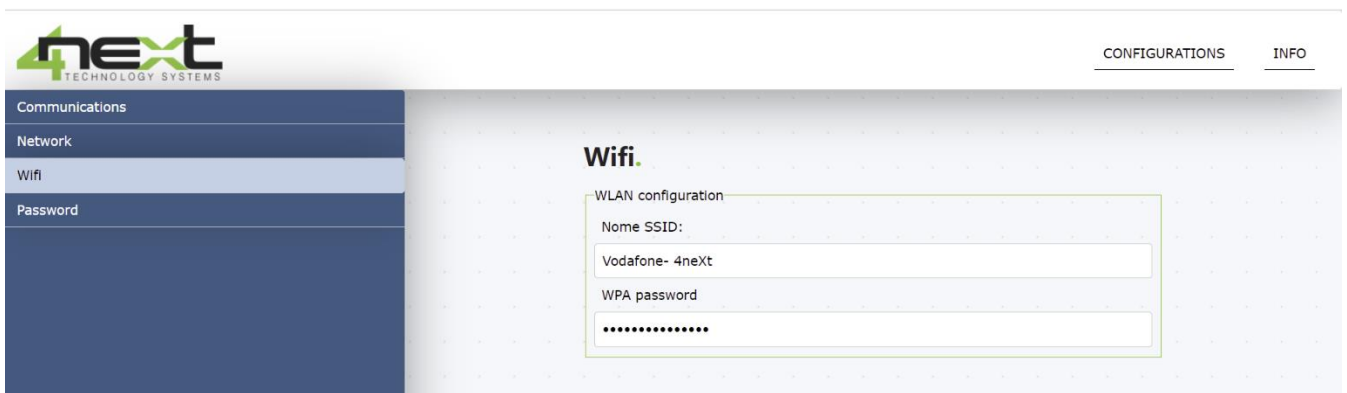 4next
TECHNOLOGY SYSTEMS
CONFIGURATIONS INFO
Communications
Network
Wifi
Password
Wifi.
WLAN configuration
Nome SSID:
Vodafone- 4neXt
WPA password
•••••••••••••••